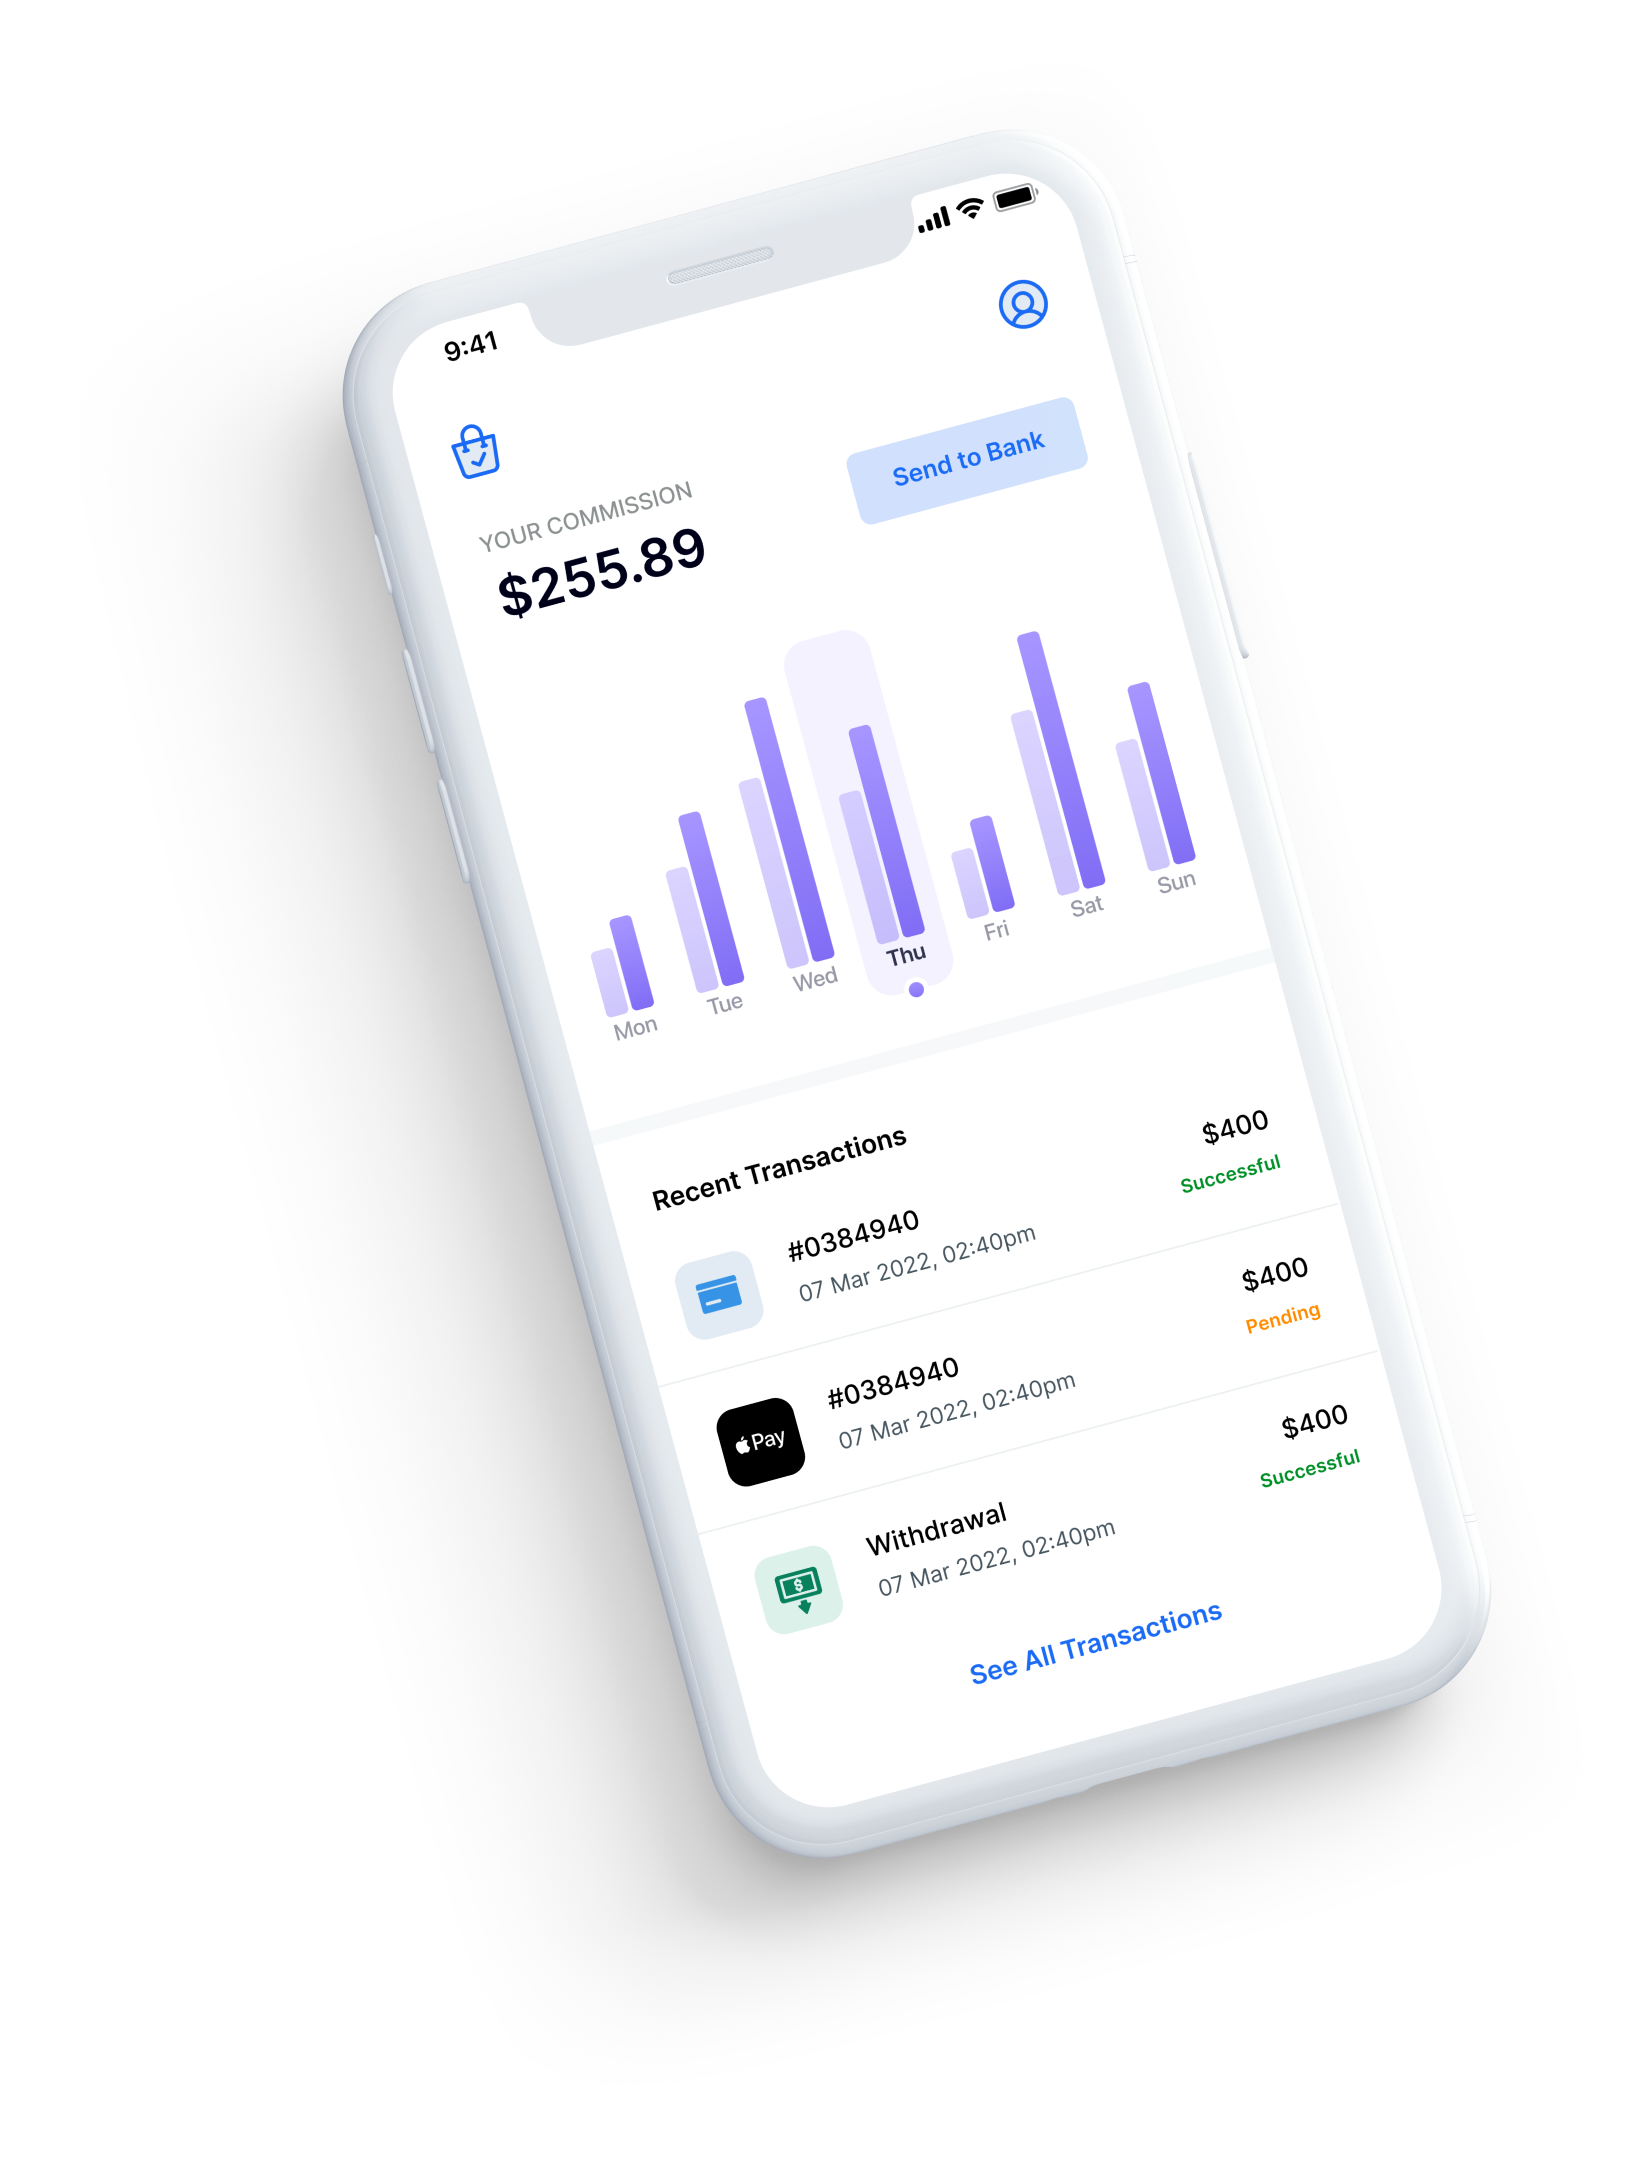 9:41
YOUR COMMISSION
$255.89
Send to Bank
Mon
Tue
Wed
Thu
Fri
Sat
Sun
Recent Transactions
#0384940
$400
07 Mar 2022, 02:40pm
Successful
Pay
#0384940
$400
07 Mar 2022, 02:40pm
Pending
$
Withdrawal
$400
07 Mar 2022, 02:40pm
Successful
See All Transactions